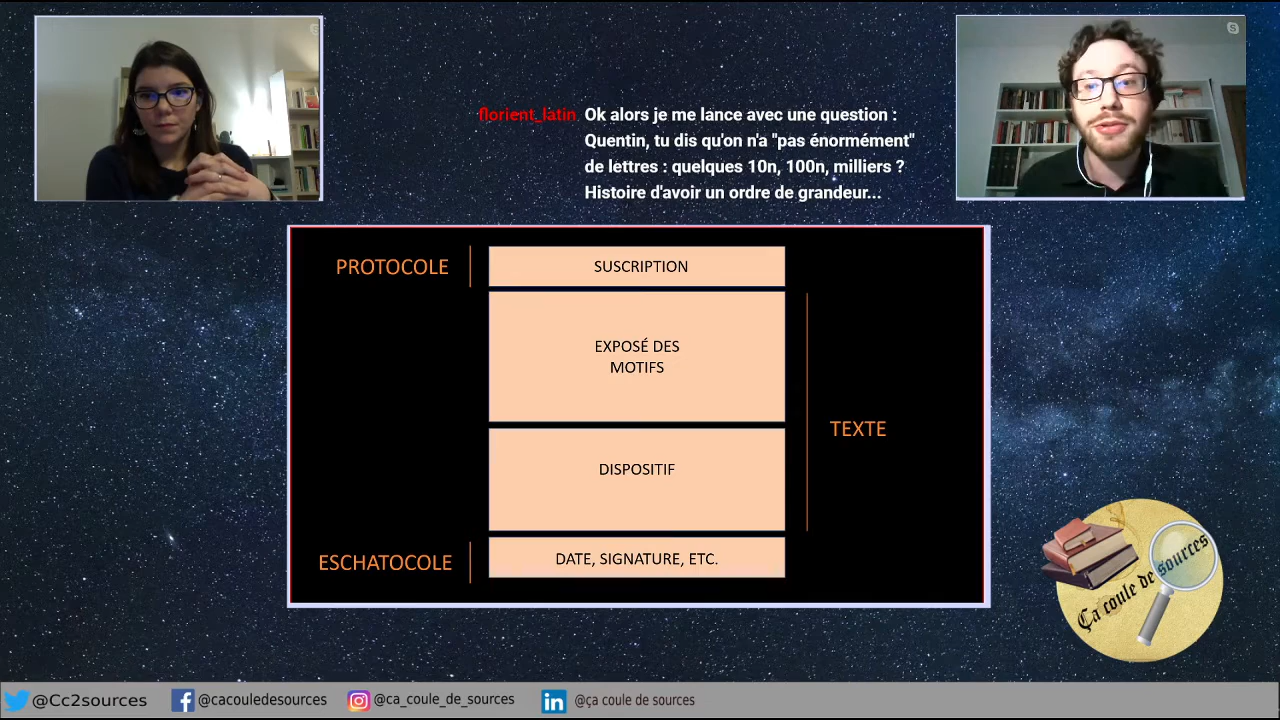 florient_latin Ok alors je me lance avec une question :
Quentin, tu dis qu'on n'a "pas énormément"
de lettres : quelques 10n, 100n, milliers ?
Histoire d'avoir un ordre de grandeur...
PROTOCOLE
SUSCRIPTION
EXPOSÉ DES
MOTIFS
TEXTE
DISPOSITIF
ESCHATOCOLE
DATE, SIGNATURE, ETC.
Ça coule de sources
@Cc2sources
@cacouledesources
@ca_coule_de_sources
in
@ça coule de sources